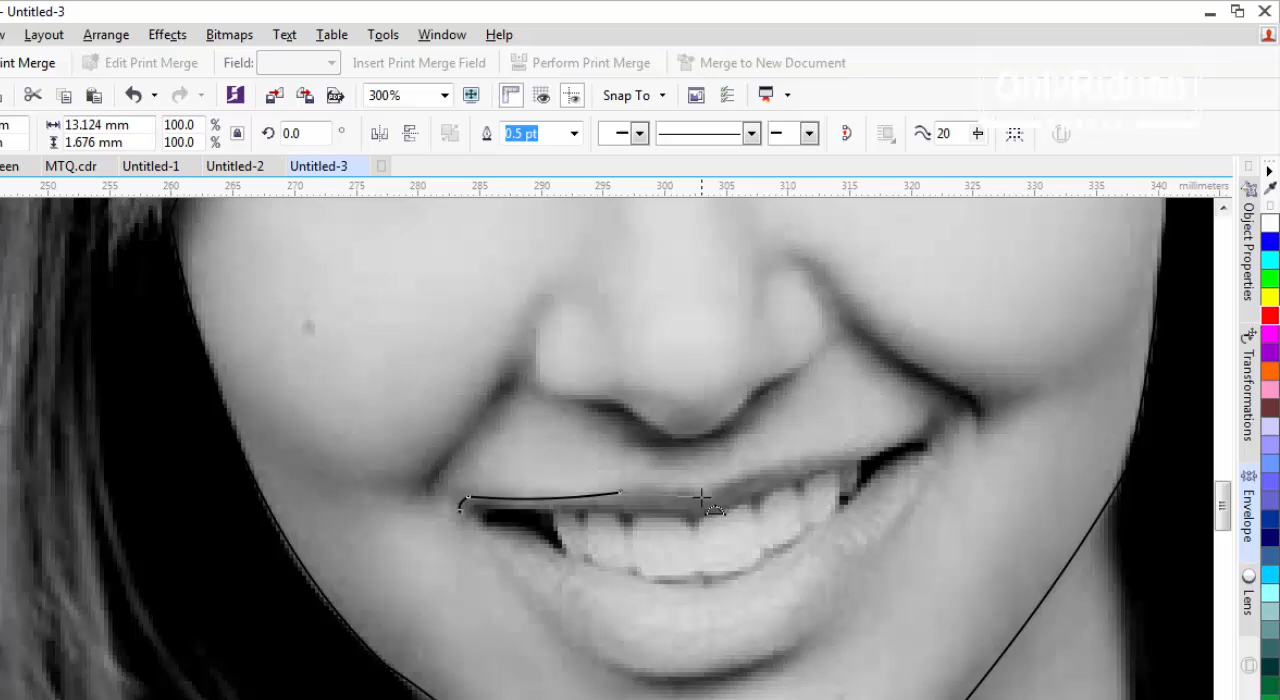 - Untitled-3
w Layout Arrange Effects Bitmaps Text Table Tools Window Help
int Merge Edit Print Merge Field: Insert Print Merge Field Perform Print Merge Merge to New Document
300% Snap To
m 13.124 mm 100.0 % 0.0 ° 0.5 pt 20
1.676 mm 100.0 %
een MTQ.cdr Untitled-1 Untitled-2 Untitled-3
250 255 260 265 270 275 280 285 290 295 300 305 310 315 320 325 330 335 340 millimeters
Object Properties
Transformations
Envelope
Lens